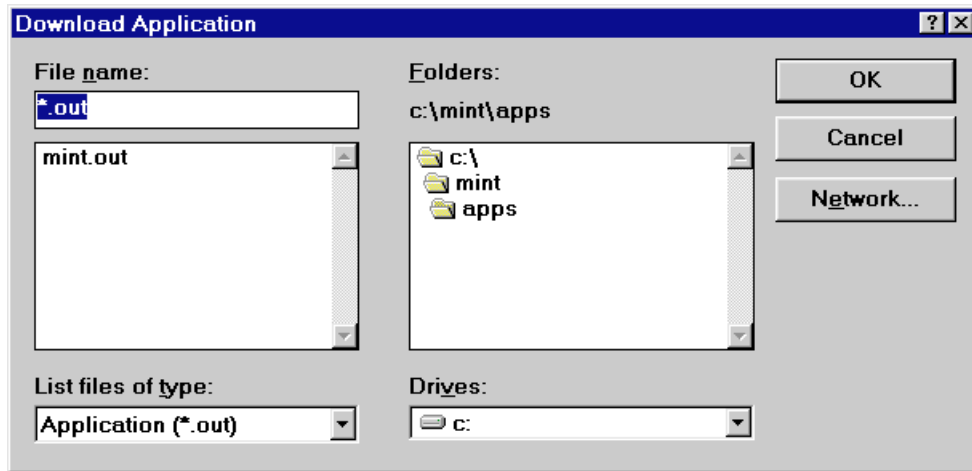 Download Application
File name:
*.out
mint.out
List files of type:
Application (*.out)
Folders:
c:\mint\apps
c:\
mint
apps
Drives:
c:
OK
Cancel
Network...